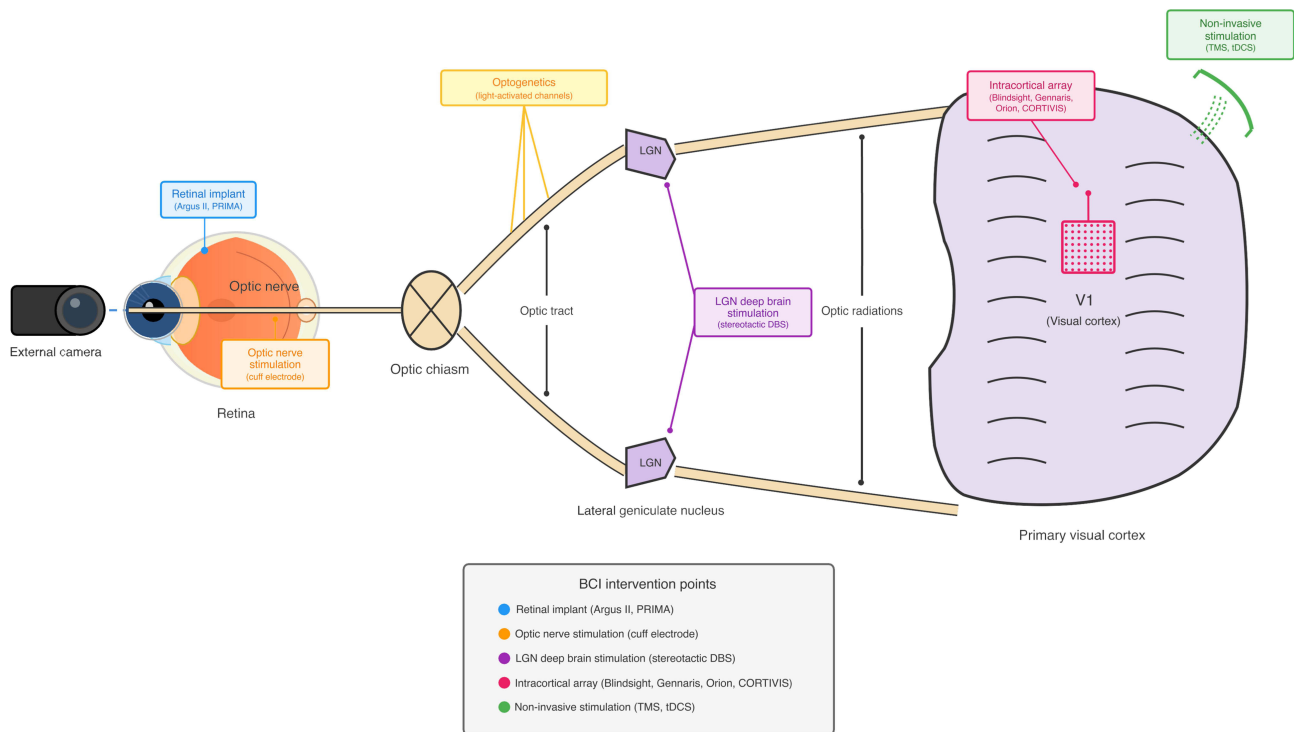 Non-invasive
stimulation
(TMS, tDCS)
Optogenetics
(light-activated channels)
Intracortical array
(Blindsight, Gennaris,
Orion, CORTIVIS)
LGN
Retinal implant
(Argus II, PRIMA)
Optic nerve
External camera
Optic nerve
stimulation
(cuff electrode)
Retina
Optic chiasm
Optic tract
LGN deep brain
stimulation
(stereotactic DBS)
Optic radiations
V1
(Visual cortex)
LGN
Lateral geniculate nucleus
Primary visual cortex
BCI intervention points
Retinal implant (Argus II, PRIMA)
Optic nerve stimulation (cuff electrode)
LGN deep brain stimulation (stereotactic DBS)
Intracortical array (Blindsight, Gennaris, Orion, CORTIVIS)
Non-invasive stimulation (TMS, tDCS)